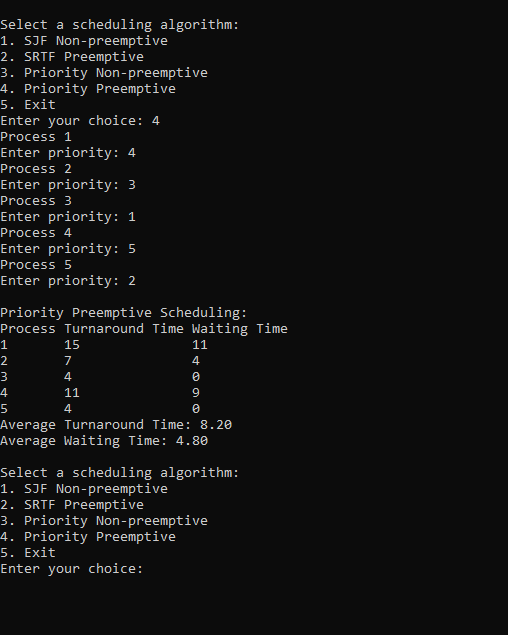 Select a scheduling algorithm:
1. SJF Non-preemptive
2. SRTF Preemptive
3. Priority Non-preemptive
4. Priority Preemptive
5. Exit
Enter your choice: 4
Process 1
Enter priority: 4
Process 2
Enter priority: 3
Process 3
Enter priority: 1
Process 4
Enter priority: 5
Process 5
Enter priority: 2
Priority Preemptive Scheduling:
Process Turnaround Time Waiting Time
1 15 11
2 7 4
3 4 0
4 11 9
5 4 0
Average Turnaround Time: 8.20
Average Waiting Time: 4.80
Select a scheduling algorithm:
1. SJF Non-preemptive
2. SRTF Preemptive
3. Priority Non-preemptive
4. Priority Preemptive
5. Exit
Enter your choice: